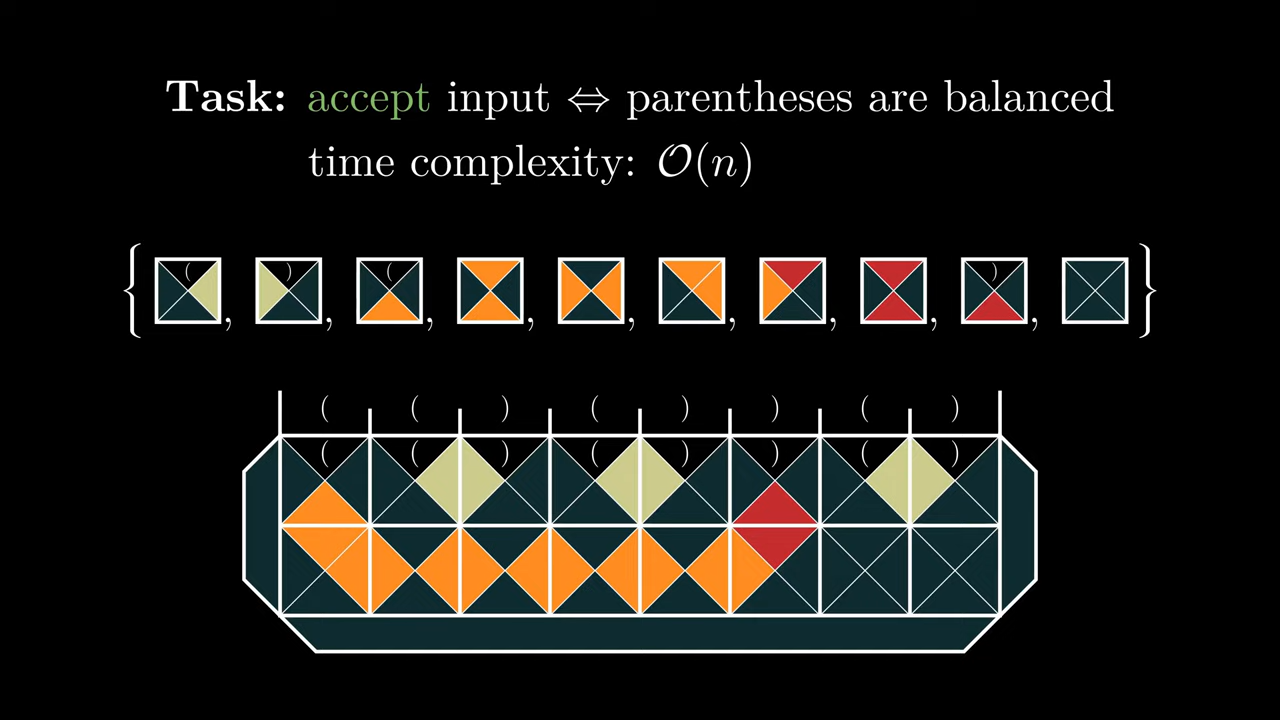 Task: accept input ⇔ parentheses are balanced
time complexity: 𝒪(n)
{ ( , ) , ( , , , , , , ) , }
( ( ) ( ) ) ( )
( ( ) ( ) ) ( )